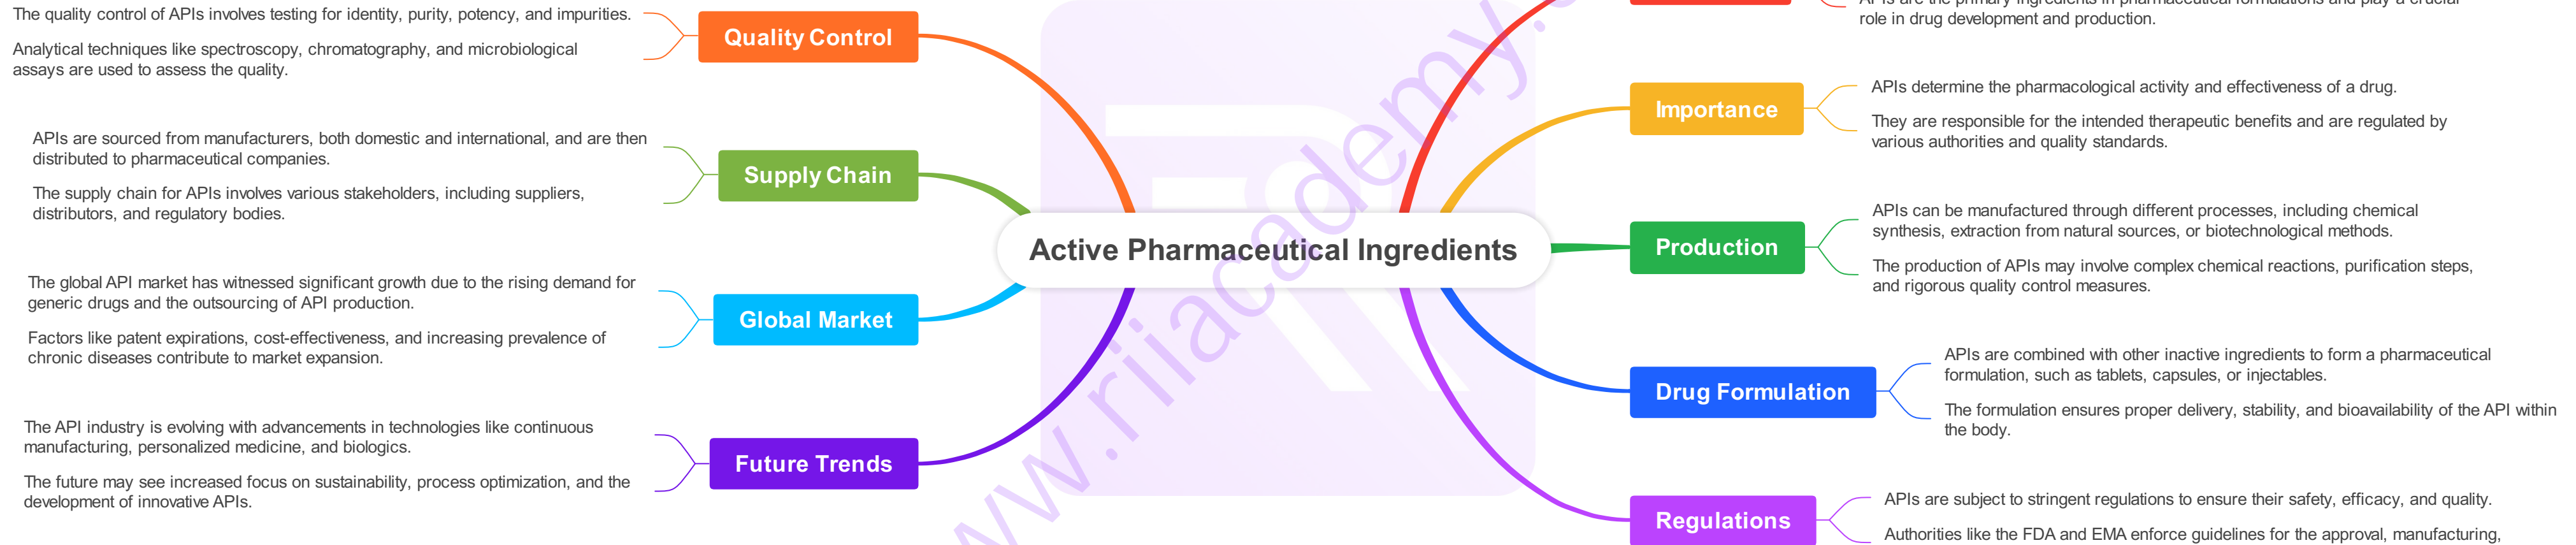 The quality control of APIs involves testing for identity, purity, potency, and impurities.
Analytical techniques like spectroscopy, chromatography, and microbiological
assays are used to assess the quality.
Quality Control
APIs are sourced from manufacturers, both domestic and international, and are then
distributed to pharmaceutical companies.
The supply chain for APIs involves various stakeholders, including suppliers,
distributors, and regulatory bodies.
Supply Chain
The global API market has witnessed significant growth due to the rising demand for
generic drugs and the outsourcing of API production.
Factors like patent expirations, cost-effectiveness, and increasing prevalence of
chronic diseases contribute to market expansion.
Global Market
The API industry is evolving with advancements in technologies like continuous
manufacturing, personalized medicine, and biologics.
The future may see increased focus on sustainability, process optimization, and the
development of innovative APIs.
Future Trends
Active Pharmaceutical Ingredients
APIs are the primary ingredients in pharmaceutical formulations and play a crucial
role in drug development and production.
Importance
APIs determine the pharmacological activity and effectiveness of a drug.
They are responsible for the intended therapeutic benefits and are regulated by
various authorities and quality standards.
Production
APIs can be manufactured through different processes, including chemical
synthesis, extraction from natural sources, or biotechnological methods.
The production of APIs may involve complex chemical reactions, purification steps,
and rigorous quality control measures.
Drug Formulation
APIs are combined with other inactive ingredients to form a pharmaceutical
formulation, such as tablets, capsules, or injectables.
The formulation ensures proper delivery, stability, and bioavailability of the API within
the body.
Regulations
APIs are subject to stringent regulations to ensure their safety, efficacy, and quality.
Authorities like the FDA and EMA enforce guidelines for the approval, manufacturing,